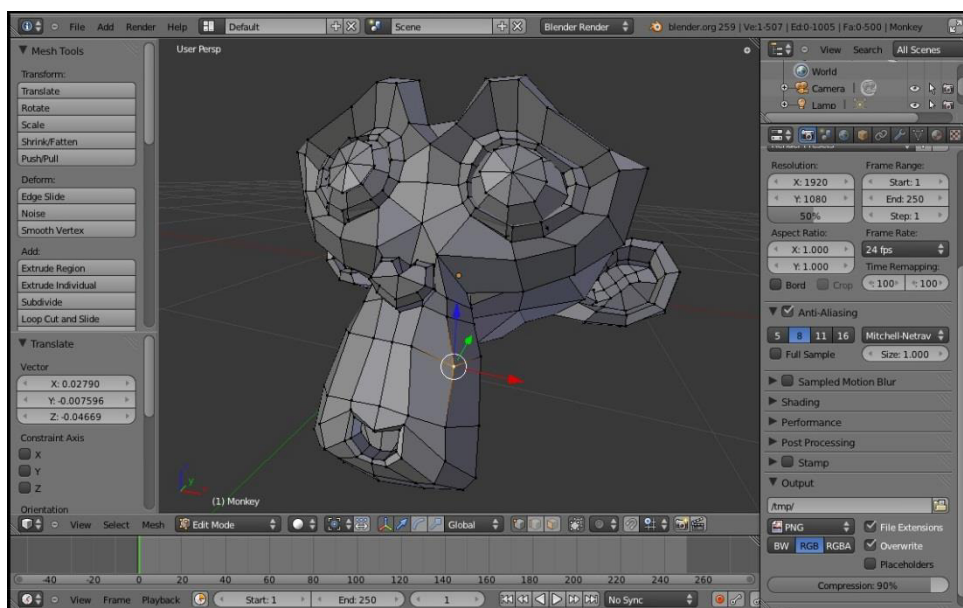 File Add Render Help Default Scene Blender Render blender.org 259 | Ve:1-507 | Ed:0-1005 | Fa:0-500 | Monkey
Mesh Tools
Transform:
Translate
Rotate
Scale
Shrink/Fatten
Push/Pull
Deform:
Edge Slide
Noise
Smooth Vertex
Add:
Extrude Region
Extrude Individual
Subdivide
Loop Cut and Slide
Translate
Vector
X: 0.02790
Y: -0.007596
Z: -0.04669
Constraint Axis
X
Y
Z
Orientation
User Persp
y
(1) Monkey
View Select Mesh Edit Mode Global
-40 -20 0 20 40 60 80 100 120 140 160 180 200 220 240 260
View Frame Playback Start: 1 End: 250 1 No Sync
View Search All Scenes
World
Camera
Lamp
Resolution:
X: 1920
Y: 1080
50%
Aspect Ratio:
X: 1.000
Y: 1.000
Bord Crop
Frame Range:
Start: 1
End: 250
Step: 1
Frame Rate:
24 fps
Time Remapping:
: 100 : 100
Anti-Aliasing
5 8 11 16 Mitchell-Netrav
Full Sample Size: 1.000
Sampled Motion Blur
Shading
Performance
Post Processing
Stamp
Output
/tmp/
PNG File Extensions
BW RGB RGBA Overwrite
Placeholders
Compression: 90%